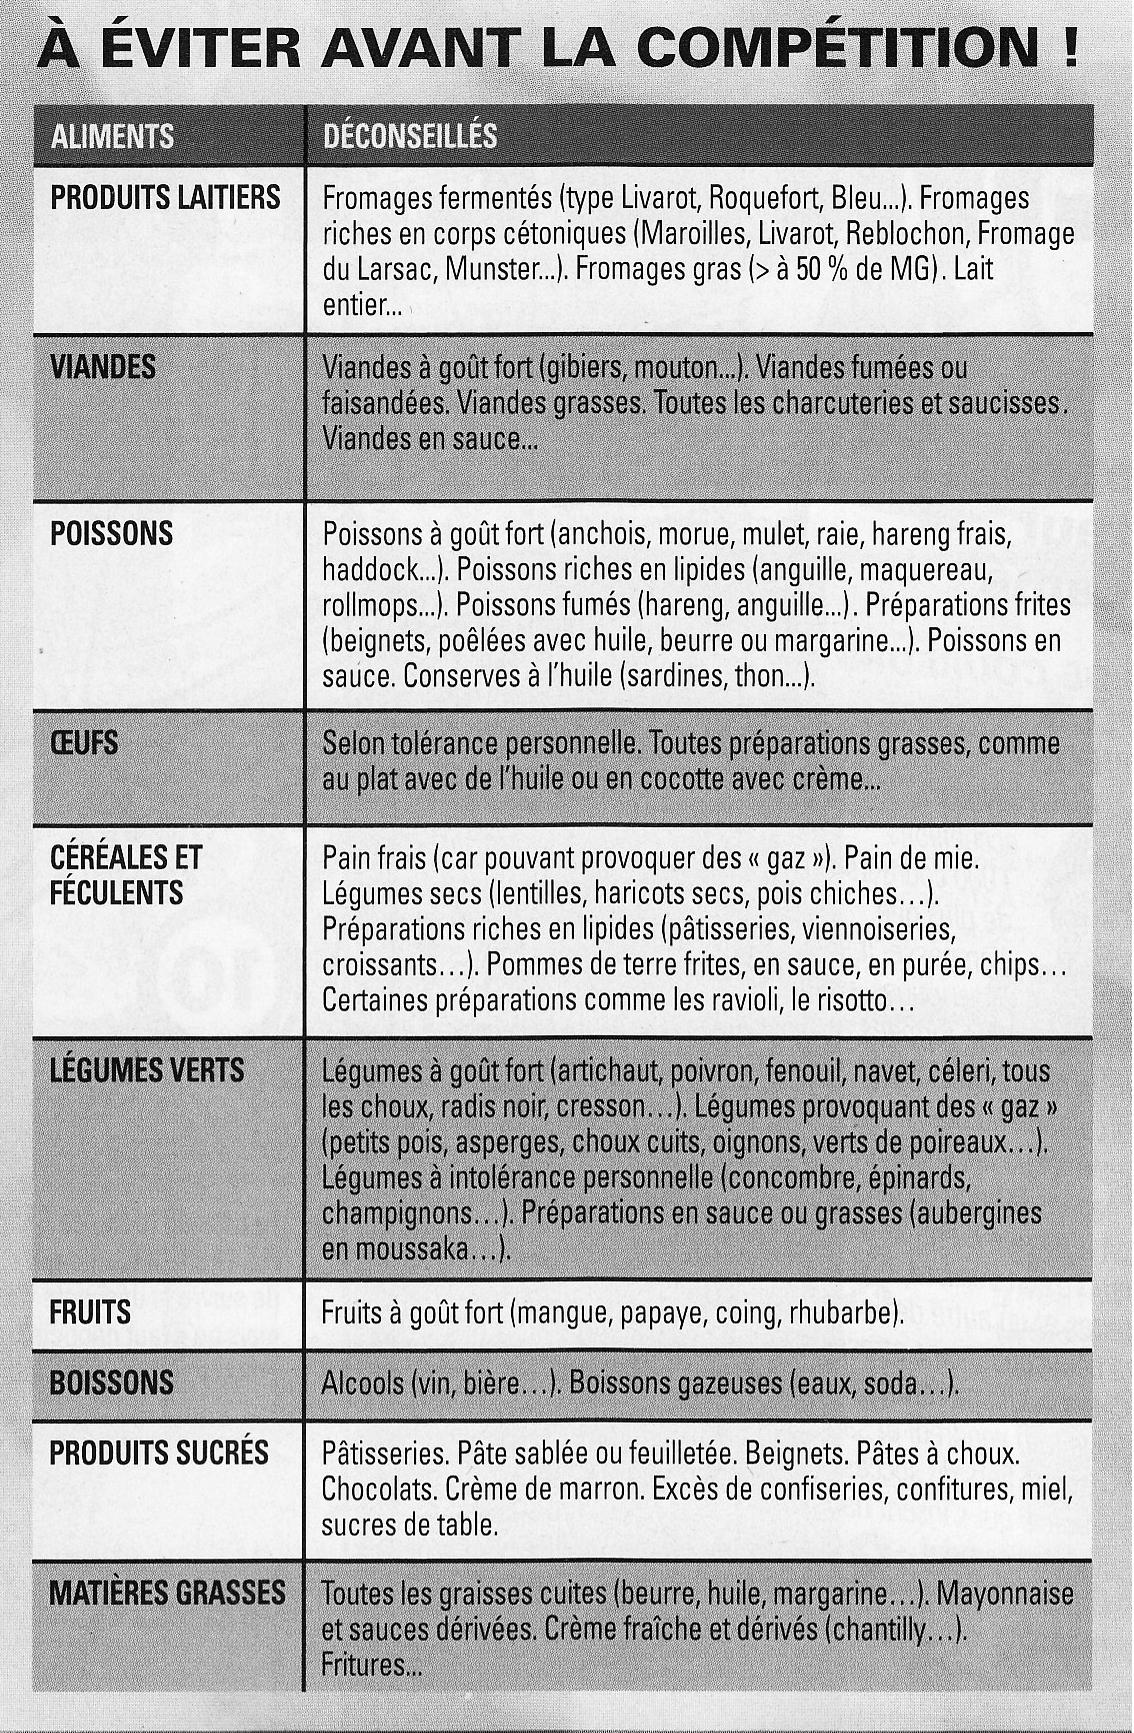 À ÉVITER AVANT LA COMPÉTITION !
ALIMENTS
DÉCONSEILLÉS
PRODUITS LAITIERS
Fromages fermentés (type Livarot, Roquefort, Bleu...). Fromages
riches en corps cétoniques (Maroilles, Livarot, Reblochon, Fromage
du Larsac, Munster...). Fromages gras (> à 50 % de MG). Lait
entier...
VIANDES
Viandes à goût fort (gibiers, mouton...). Viandes fumées ou
faisandées. Viandes grasses. Toutes les charcuteries et saucisses.
Viandes en sauce...
POISSONS
Poissons à goût fort (anchois, morue, mulet, raie, hareng frais,
haddock...). Poissons riches en lipides (anguille, maquereau,
rollmops...). Poissons fumés (hareng, anguille...). Préparations frites
(beignets, poêlées avec huile, beurre ou margarine...). Poissons en
sauce. Conserves à l'huile (sardines, thon...).
ŒUFS
Selon tolérance personnelle. Toutes préparations grasses, comme
au plat avec de l'huile ou en cocotte avec crème...
CÉRÉALES ET
FÉCULENTS
Pain frais (car pouvant provoquer des « gaz »). Pain de mie.
Légumes secs (lentilles, haricots secs, pois chiches...).
Préparations riches en lipides (pâtisseries, viennoiseries,
croissants...). Pommes de terre frites, en sauce, en purée, chips...
Certaines préparations comme les ravioli, le risotto...
LÉGUMES VERTS
Légumes à goût fort (artichaut, poivron, fenouil, navet, céleri, tous
les choux, radis noir, cresson...). Légumes provoquant des « gaz »
(petits pois, asperges, choux cuits, oignons, verts de poireaux...).
Légumes à intolérance personnelle (concombre, épinards,
champignons...). Préparations en sauce ou grasses (aubergines
en moussaka...).
FRUITS
Fruits à goût fort (mangue, papaye, coing, rhubarbe).
BOISSONS
Alcools (vin, bière...). Boissons gazeuses (eaux, soda...).
PRODUITS SUCRÉS
Pâtisseries. Pâte sablée ou feuilletée. Beignets. Pâtes à choux.
Chocolats. Crème de marron. Excès de confiseries, confitures, miel,
sucres de table.
MATIÈRES GRASSES
Toutes les graisses cuites (beurre, huile, margarine...). Mayonnaise
et sauces dérivées. Crème fraîche et dérivés (chantilly...).
Fritures...